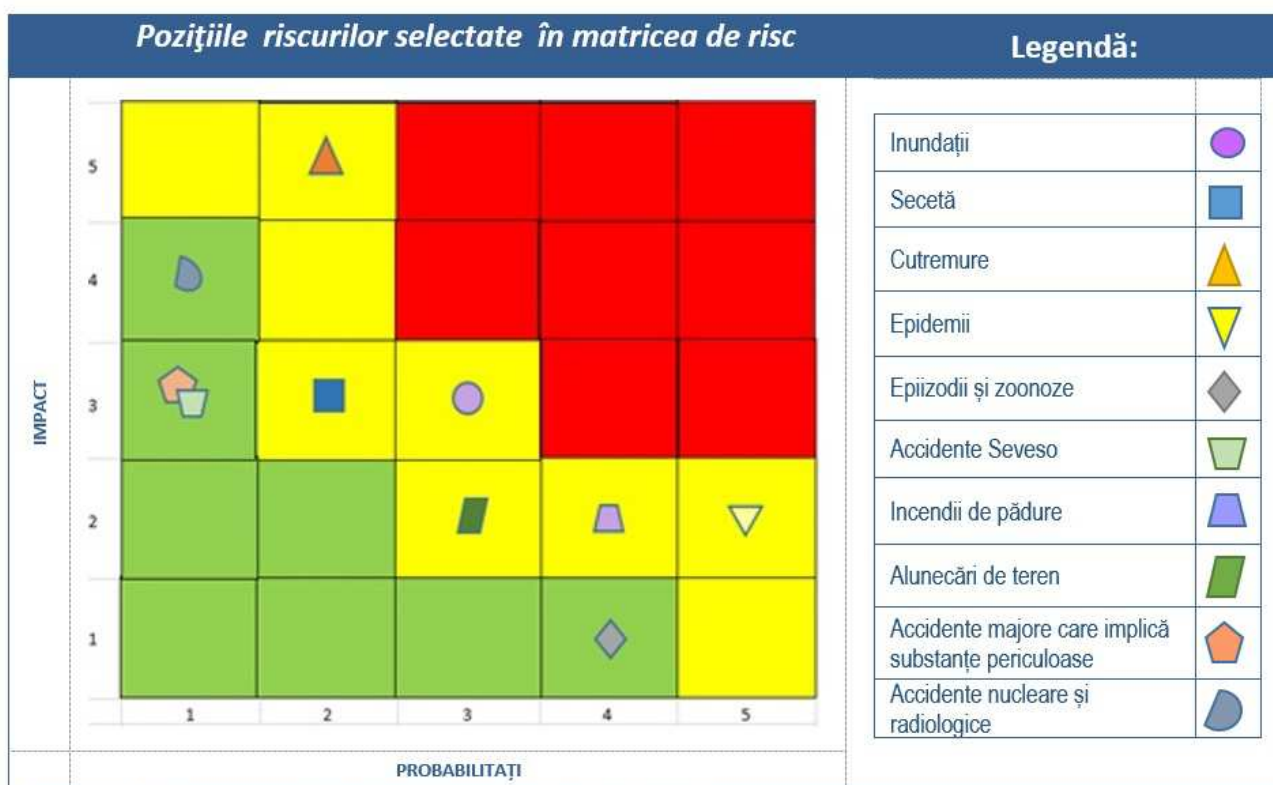 Poziţiile riscurilor selectate în matricea de risc
Legendă:
5
4
3
2
1
IMPACT
1 2 3 4 5
PROBABILITAȚI
Inundații
Secetă
Cutremure
Epidemii
Epiizodii și zoonoze
Accidente Seveso
Incendii de pădure
Alunecări de teren
Accidente majore care implică
substanțe periculoase
Accidente nucleare și
radiologice